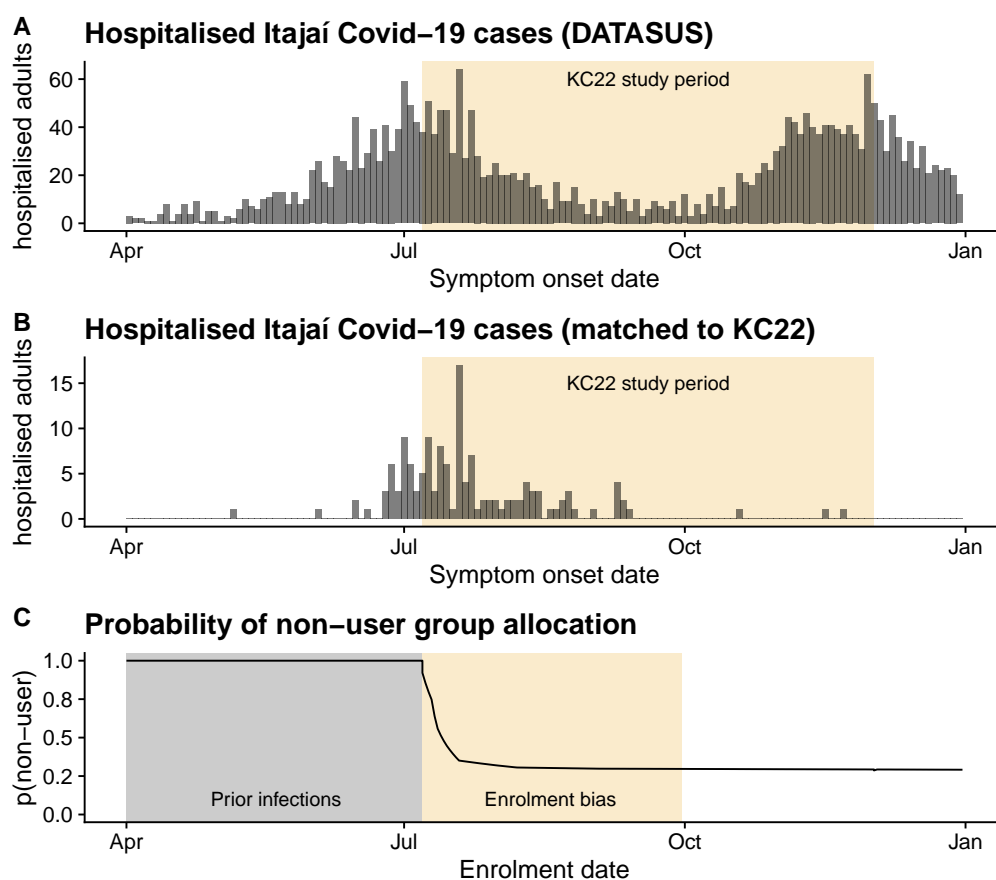 A
Hospitalised Itajaí Covid−19 cases (DATASUS)
hospitalised adults
60
40
20
0
KC22 study period
Apr Jul Oct Jan
Symptom onset date
B
Hospitalised Itajaí Covid−19 cases (matched to KC22)
hospitalised adults
15
10
5
0
KC22 study period
Apr Jul Oct Jan
Symptom onset date
C
Probability of non−user group allocation
p(non−user)
1.0
0.8
0.5
0.2
0.0
Prior infections Enrolment bias
Apr Jul Oct Jan
Enrolment date